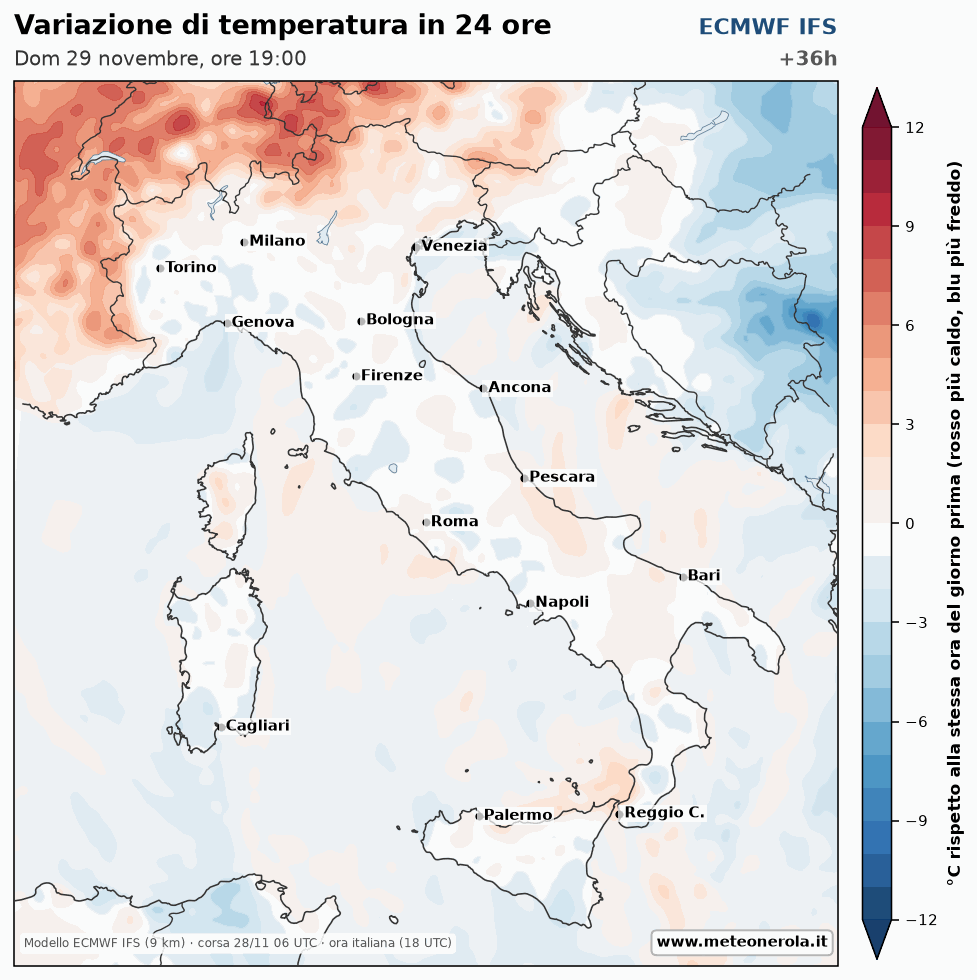 Variazione di temperatura in 24 ore
ECMWF IFS
Dom 29 novembre, ore 19:00
+36h
Milano
Venezia
Torino
Genova
Bologna
Firenze
Ancona
Pescara
Roma
Bari
Napoli
Cagliari
Palermo
Reggio C.
12
9
6
3
0
−3
−6
−9
−12
°C rispetto alla stessa ora del giorno prima (rosso più caldo, blu più freddo)
Modello ECMWF IFS (9 km) · corsa 28/11 06 UTC · ora italiana (18 UTC)
www.meteonerola.it